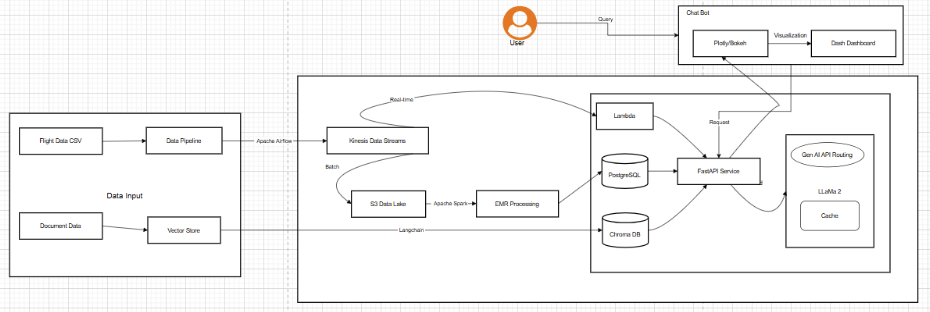 Chat Bot
Query
User
Plotly/Bokeh
Visualization
Dash Dashboard
Real-time
Lambda
Request
Flight Data CSV
Data Pipeline
Apache Airflow
Kinesis Data Streams
Gen AI API Routing
Batch
PostgreSQL
FastAPI Service
Data Input
LLaMa 2
S3 Data Lake
Apache Spark
EMR Processing
Cache
Document Data
Vector Store
Langchain
Chroma DB